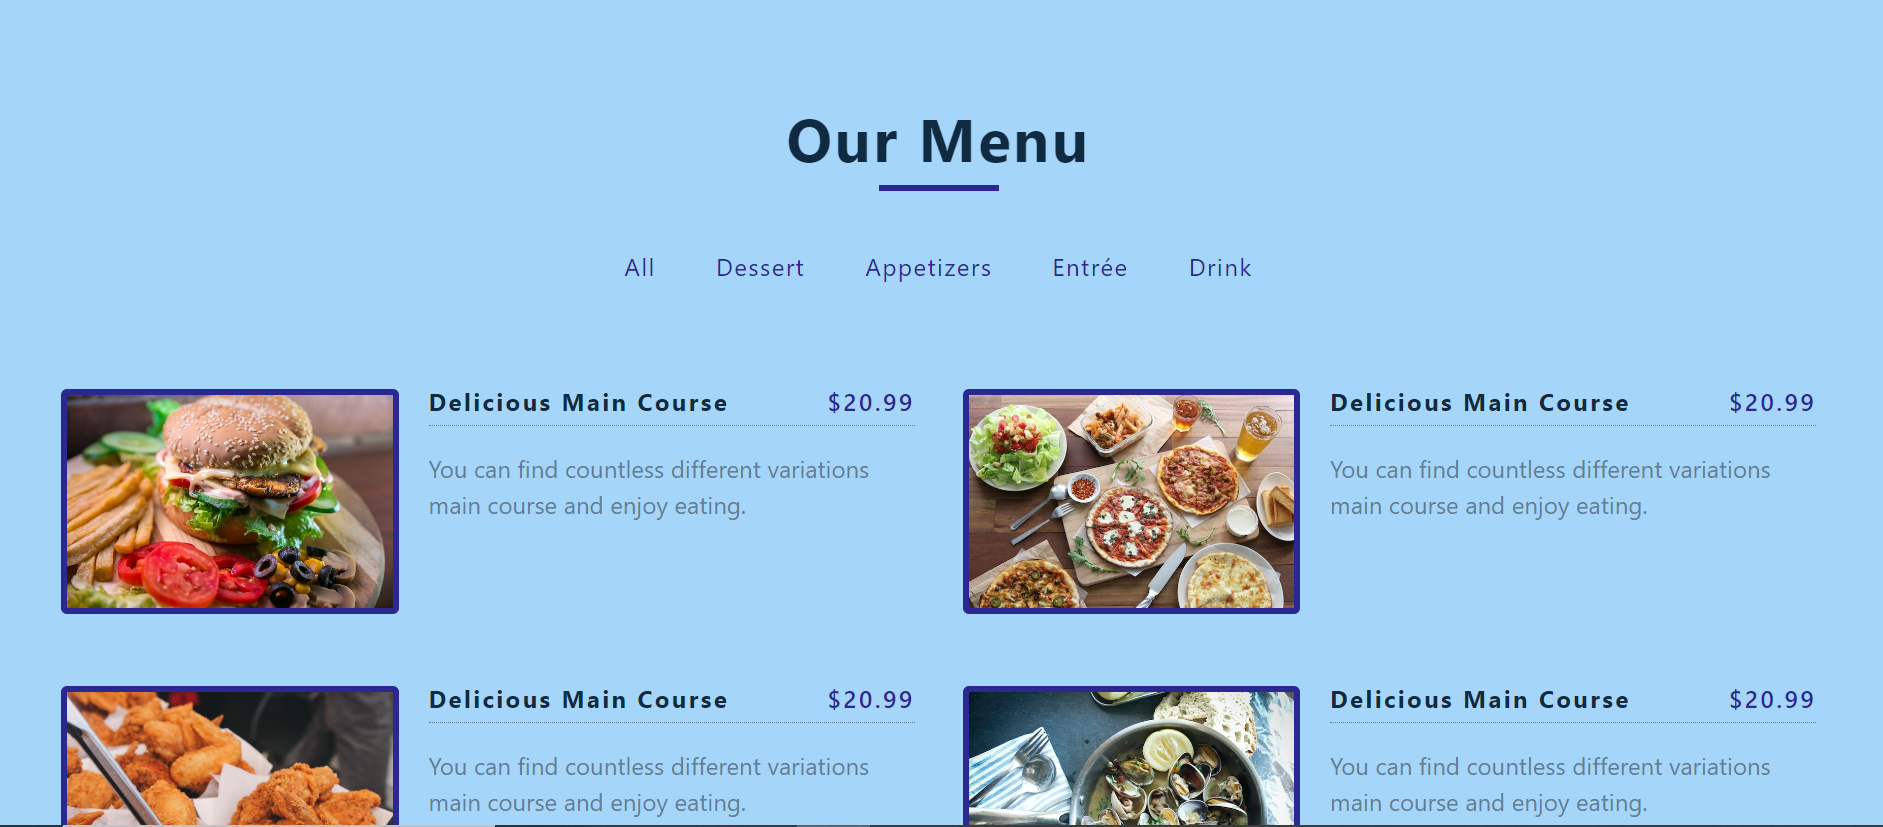 Our Menu
All Dessert Appetizers Entrée Drink
Delicious Main Course $20.99
You can find countless different variations
main course and enjoy eating.
Delicious Main Course $20.99
You can find countless different variations
main course and enjoy eating.
Delicious Main Course $20.99
You can find countless different variations
main course and enjoy eating.
Delicious Main Course $20.99
You can find countless different variations
main course and enjoy eating.